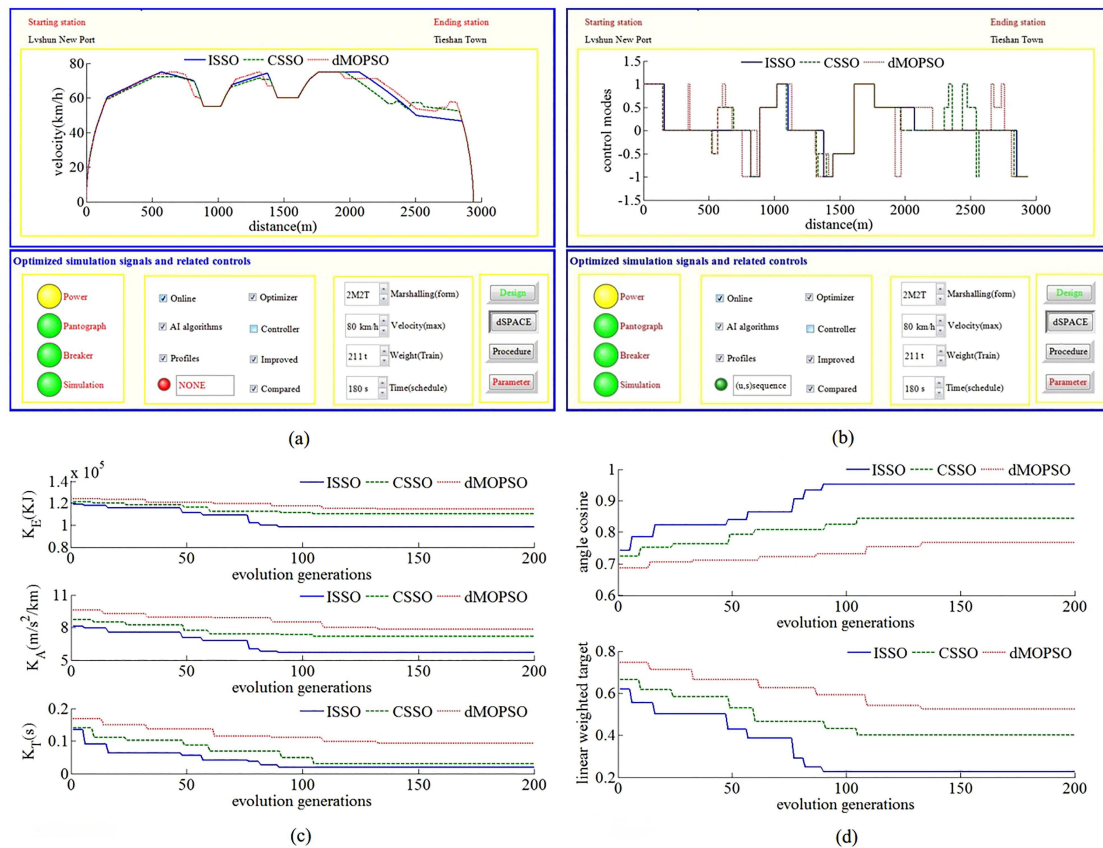 Starting station
Ending station
Lvshun New Port
Tieshan Town
ISSO CSSO dMOPSO
80
60
40
20
0
velocity(km/h)
0 500 1000 1500 2000 2500 3000
distance(m)
Optimized simulation signals and related controls
Power
Pantograph
Breaker
Simulation
Online
AI algorithms
Profiles
NONE
Optimizer
Controller
Improved
Compared
2M2T Marshalling(form)
80 km/h Velocity(max)
211 t Weight(Train)
180 s Time(schedule)
Design
dSPACE
Procedure
Parameter
(a)
Starting station
Ending station
Lvshun New Port
Tieshan Town
ISSO CSSO dMOPSO
1.5
1
0.5
0
-0.5
-1
-1.5
control modes
0 500 1000 1500 2000 2500 3000
distance(m)
Optimized simulation signals and related controls
Power
Pantograph
Breaker
Simulation
Online
AI algorithms
Profiles
(u,s)sequence
Optimizer
Controller
Improved
Compared
2M2T Marshalling(form)
80 km/h Velocity(max)
211 t Weight(Train)
180 s Time(schedule)
Design
dSPACE
Procedure
Parameter
(b)
x 10⁵
ISSO CSSO dMOPSO
1.4
1.2
1
0.8
K_E(KJ)
0 50 100 150 200
evolution generations
ISSO CSSO dMOPSO
11
8
5
K_A(m/s²/km)
0 50 100 150 200
evolution generations
ISSO CSSO dMOPSO
0.2
0.1
0
K_T(s)
0 50 100 150 200
evolution generations
(c)
ISSO CSSO dMOPSO
1
0.9
0.8
0.7
0.6
angle cosine
0 50 100 150 200
evolution generations
ISSO CSSO dMOPSO
0.8
0.6
0.4
0.2
linear weighted target
0 50 100 150 200
evolution generations
(d)